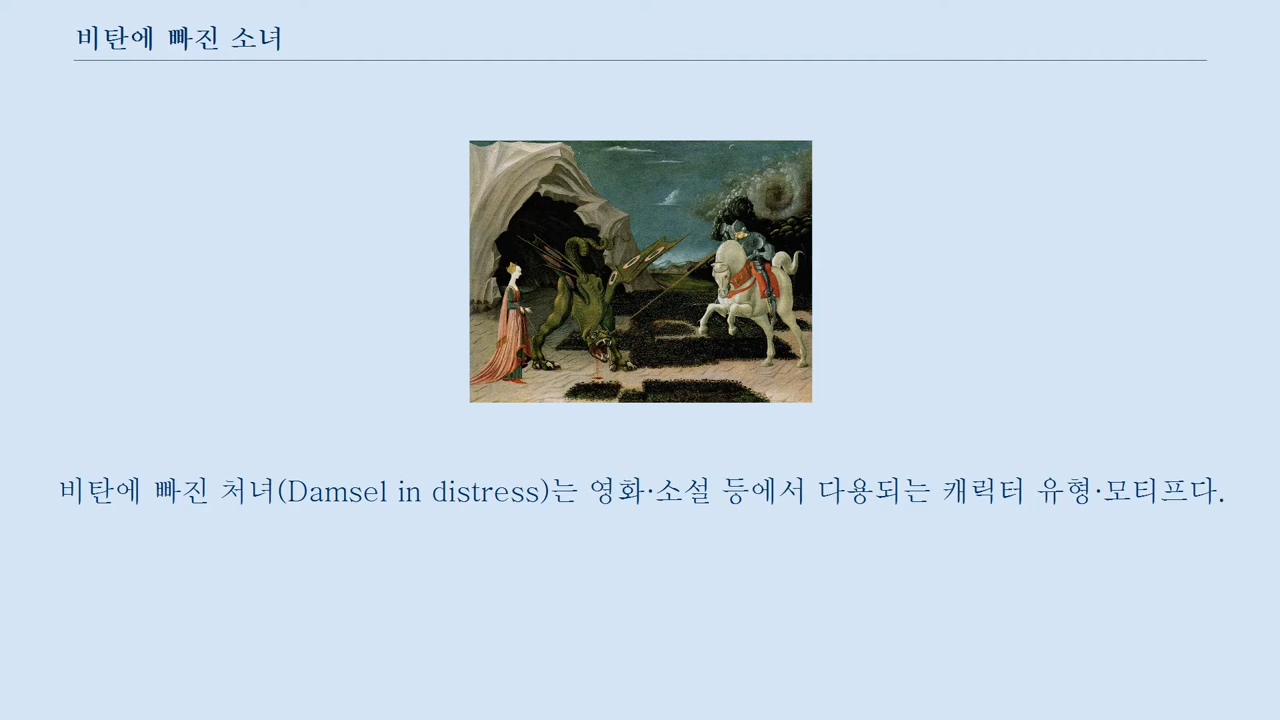 비탄에 빠진 소녀
비탄에 빠진 처녀(Damsel in distress)는 영화·소설 등에서 다용되는 캐릭터 유형·모티프다.